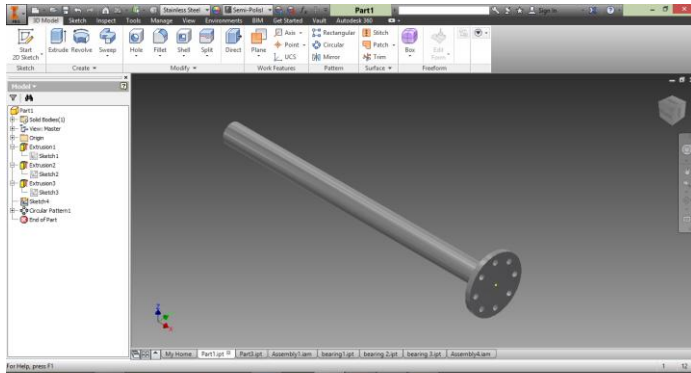 Stainless Steel
Semi-Polisl
Part1
Sign In
PRO
3D Model Sketch Inspect Tools Manage View Environments BIM Get Started Vault Autodesk 360
Start
2D Sketch
Extrude Revolve Sweep
Hole Fillet Shell Split Direct Plane
Axis
Point
UCS
Rectangular
Circular
Mirror
Stitch
Patch
Trim
Box
Edit
Form
Sketch Create Modify Work Features Pattern Surface Freeform
Model
Part1
Solid Bodies(1)
View: Master
Origin
Extrusion1
Sketch1
Extrusion2
Sketch2
Extrusion3
Sketch3
Sketch4
Circular Pattern1
End of Part
Z
My Home Part1.ipt Part3.ipt Assembly1.iam bearing1.ipt bearing 2.ipt bearing 3.ipt Assembly4.iam
For Help, press F1
1 12